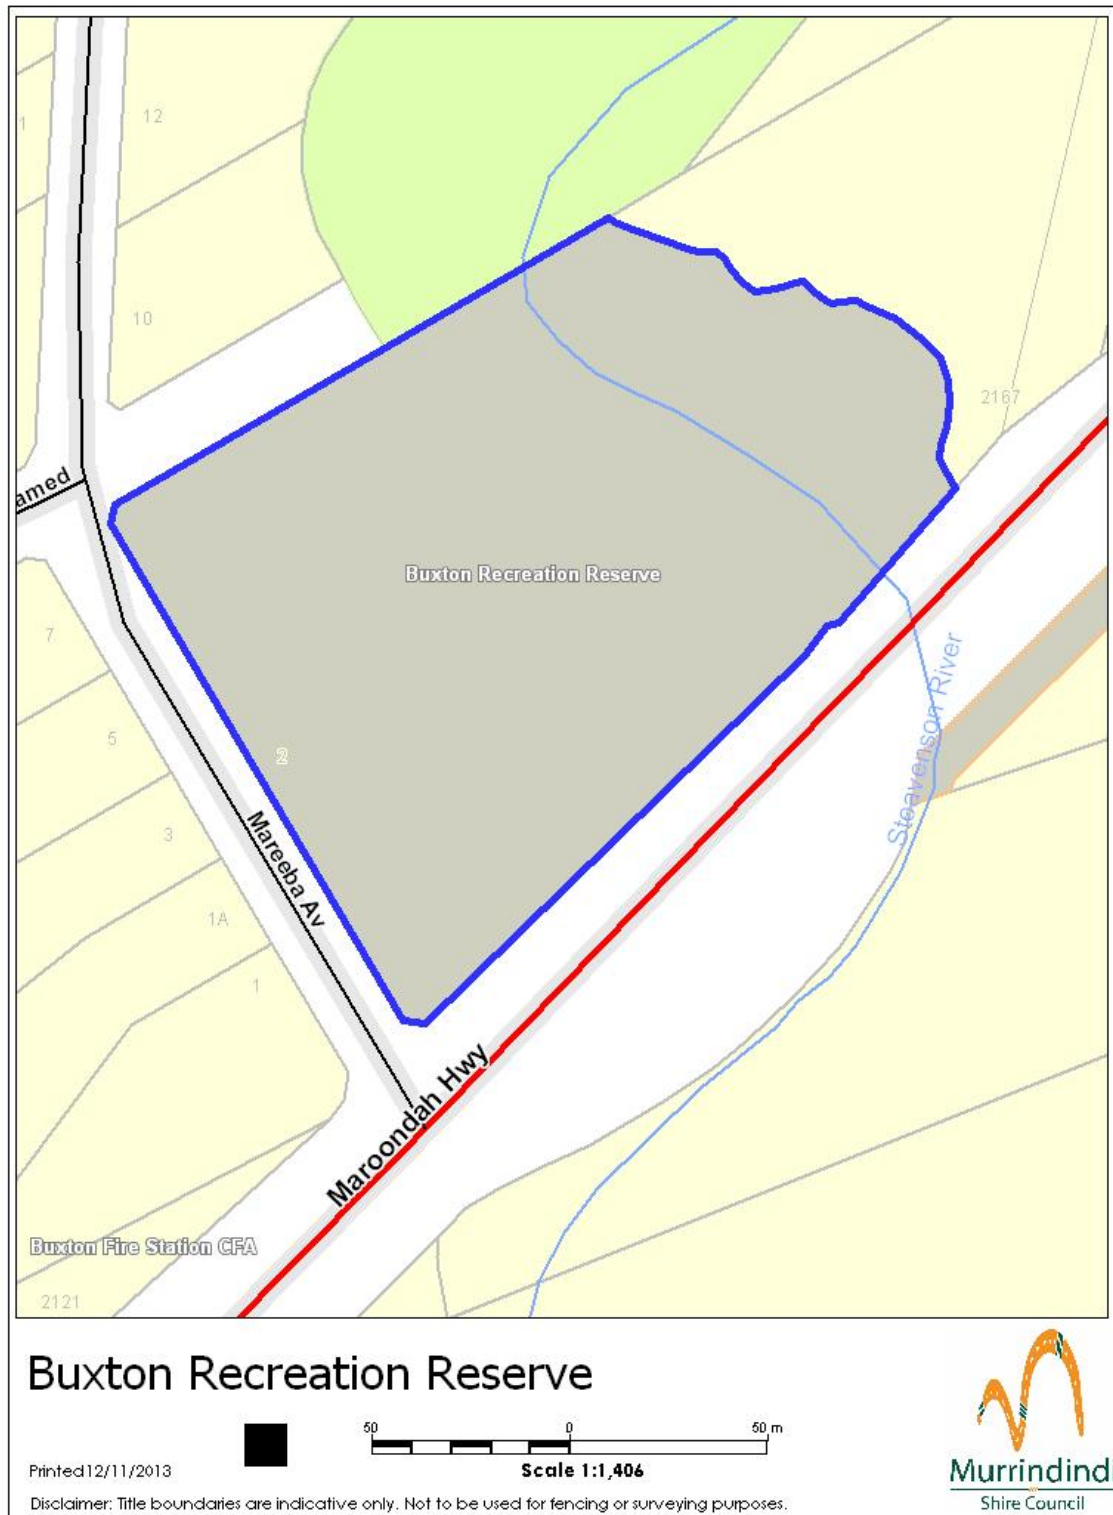 1
12
10
2167
amed
Buxton Recreation Reserve
7
5
2
Steavenson River
3
Mareeba Av
1A
1
Maroondah Hwy
Buxton Fire Station CFA
2121
Buxton Recreation Reserve
50 0 50 m
Scale 1:1,406
Printed 12/11/2013
Disclaimer: Title boundaries are indicative only. Not to be used for fencing or surveying purposes.
Murrindindi
Shire Council